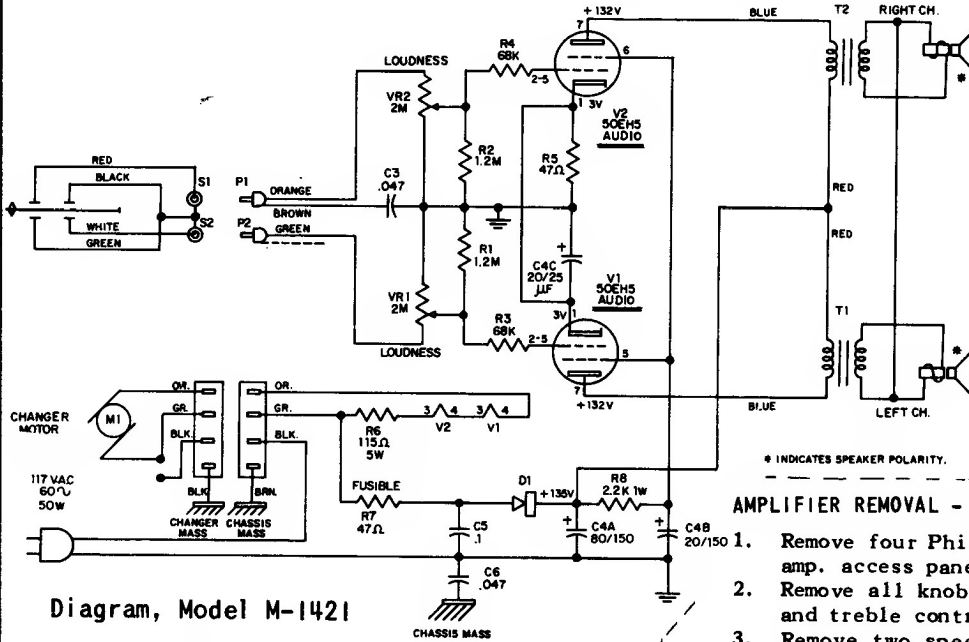 +132V
7
BLUE
T2
RIGHT CH.
R4
68K
6
LOUDNESS
2-5
VR2
2M
1 3V
V2
50EH5
AUDIO
*
RED
BLACK
S1
P1
ORANGE
C3
.047
R2
1.2M
R5
47Ω
RED
BROWN
WHITE
S2
P2
GREEN
GREEN
RED
R1
1.2M
+
C4C
20/25
µF
V1
50EH5
AUDIO
VR1
2M
R3
68K
3V 1
T1
LOUDNESS
2-5
5
*
7
+132V
BLUE
LEFT CH.
OR.
OR.
CHANGER
MOTOR
M1
GR.
GR.
3 4
3 4
BLK.
BLK.
R6
115Ω
5W
V2
V1
* INDICATES SPEAKER POLARITY.
117 VAC
60~
50W
BLK.
BRN.
FUSIBLE
D1
+135V
R8
2.2K 1W
CHANGER
MASS
CHASSIS
MASS
R7
47Ω
C5
.1
+
C4A
80/150
+
C4B
20/150
C6
.047
CHASSIS MASS
AMPLIFIER REMOVAL -
1. Remove four Phi
amp. access pane
2. Remove all knob
and treble contr
3. Remove two spec
Diagram, Model M-1421